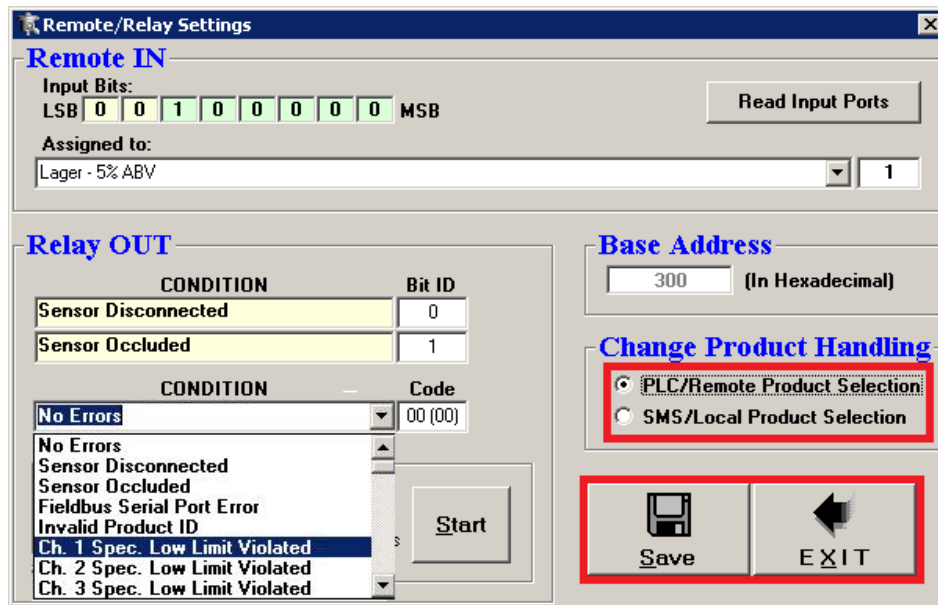 Remote/Relay Settings
Remote IN
Input Bits:
LSB 0 0 1 0 0 0 0 0 MSB
Read Input Ports
Assigned to:
Lager - 5% ABV 1
Relay OUT
CONDITION Bit ID
Sensor Disconnected 0
Sensor Occluded 1
CONDITION Code
No Errors 00 (00)
No Errors
Sensor Disconnected
Sensor Occluded
Fieldbus Serial Port Error
Invalid Product ID
Ch. 1 Spec. Low Limit Violated
Ch. 2 Spec. Low Limit Violated
Ch. 3 Spec. Low Limit Violated
s
Start
Base Address
300 (In Hexadecimal)
Change Product Handling
PLC/Remote Product Selection
SMS/Local Product Selection
Save
EXIT